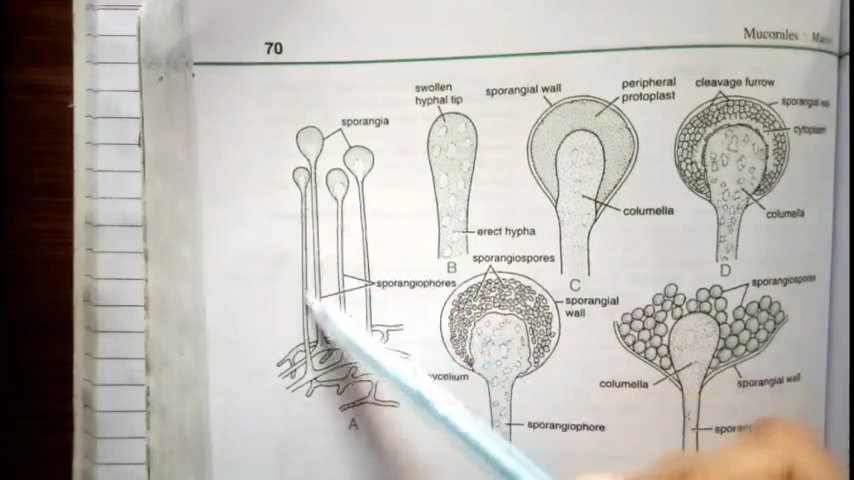 70
Mucorales
swollen
hyphal tip
sporangial wall
peripheral
protoplast
cleavage furrow
sporangia
sporangial
cytoplasm
columella
columella
erect hypha
B
C
D
sporangiospores
sporangiophores
sporangial
wall
sporangiospores
columella
sporangial wall
sporangiophore
A